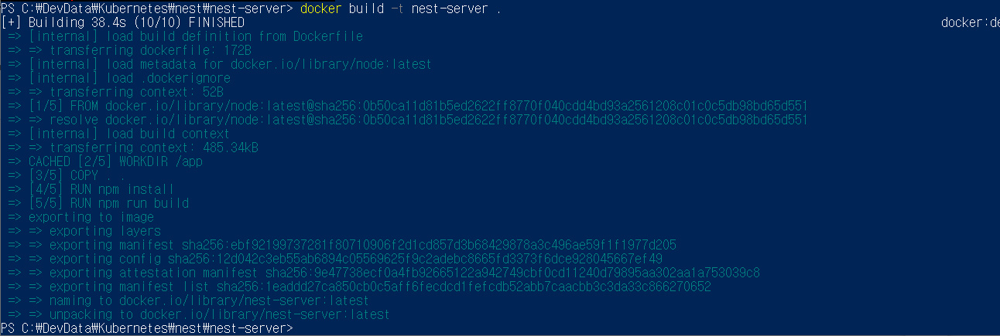 PS C:₩DevData₩Kubernetes₩nest₩nest-server> docker build -t nest-server .
[+] Building 38.4s (10/10) FINISHED docker:de
=> [internal] load build definition from Dockerfile
=> => transferring dockerfile: 172B
=> [internal] load metadata for docker.io/library/node:latest
=> [internal] load .dockerignore
=> => transferring context: 52B
=> [1/5] FROM docker.io/library/node:latest@sha256:0b50ca11d81b5ed2622ff8770f040cdd4bd93a2561208c01c0c5db98bd65d551
=> => resolve docker.io/library/node:latest@sha256:0b50ca11d81b5ed2622ff8770f040cdd4bd93a2561208c01c0c5db98bd65d551
=> [internal] load build context
=> => transferring context: 485.34kB
=> CACHED [2/5] WORKDIR /app
=> [3/5] COPY . .
=> [4/5] RUN npm install
=> [5/5] RUN npm run build
=> exporting to image
=> => exporting layers
=> => exporting manifest sha256:ebf92199737281f80710906f2d1cd857d3b68429878a3c496ae59f1f1977d205
=> => exporting config sha256:12d042c3eb55ab6894c05569625f9c2adebc8665fd3373f6dce928045667ef49
=> => exporting attestation manifest sha256:9e47738ecf0a4fb92665122a942749cbf0cd11240d79895aa302aa1a753039c8
=> => exporting manifest list sha256:1eaddd27ca850cb0c5aff6fecdcd1fefcdb52abb7caacbb3c3da33c866270652
=> => naming to docker.io/library/nest-server:latest
=> => unpacking to docker.io/library/nest-server:latest
PS C:₩DevData₩Kubernetes₩nest₩nest-server>